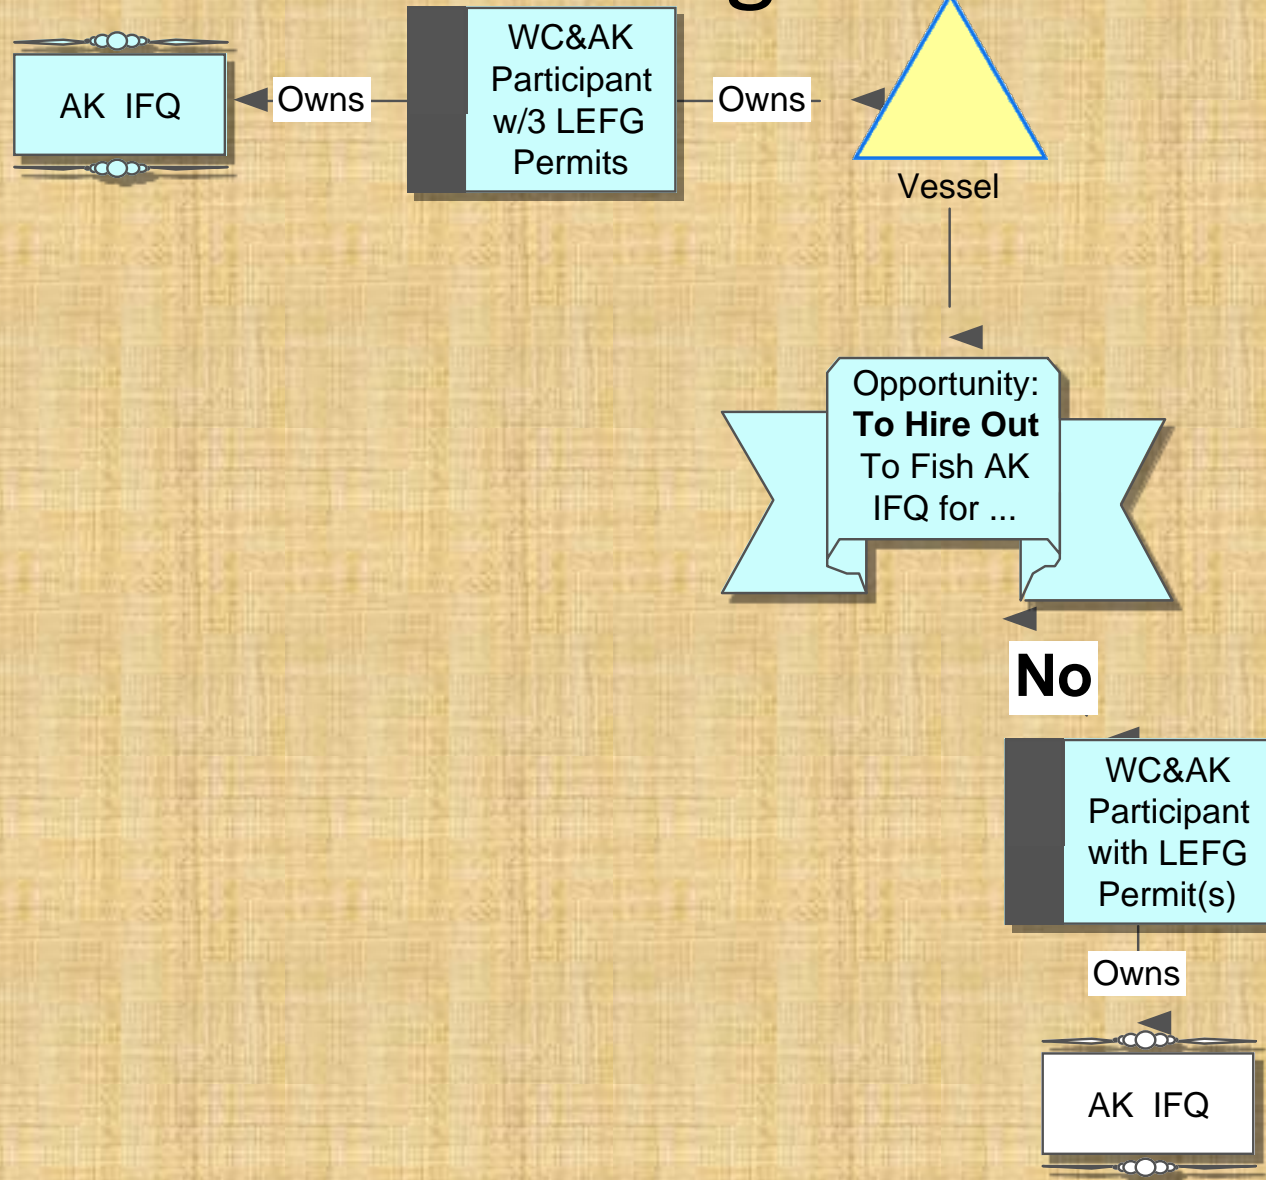 AK IFQ
Owns
WC&AK
Participant
w/3 LEFG
Permits
Owns
Vessel
Opportunity:
To Hire Out
To Fish AK
IFQ for ...
No
WC&AK
Participant
with LEFG
Permit(s)
Owns
AK IFQ